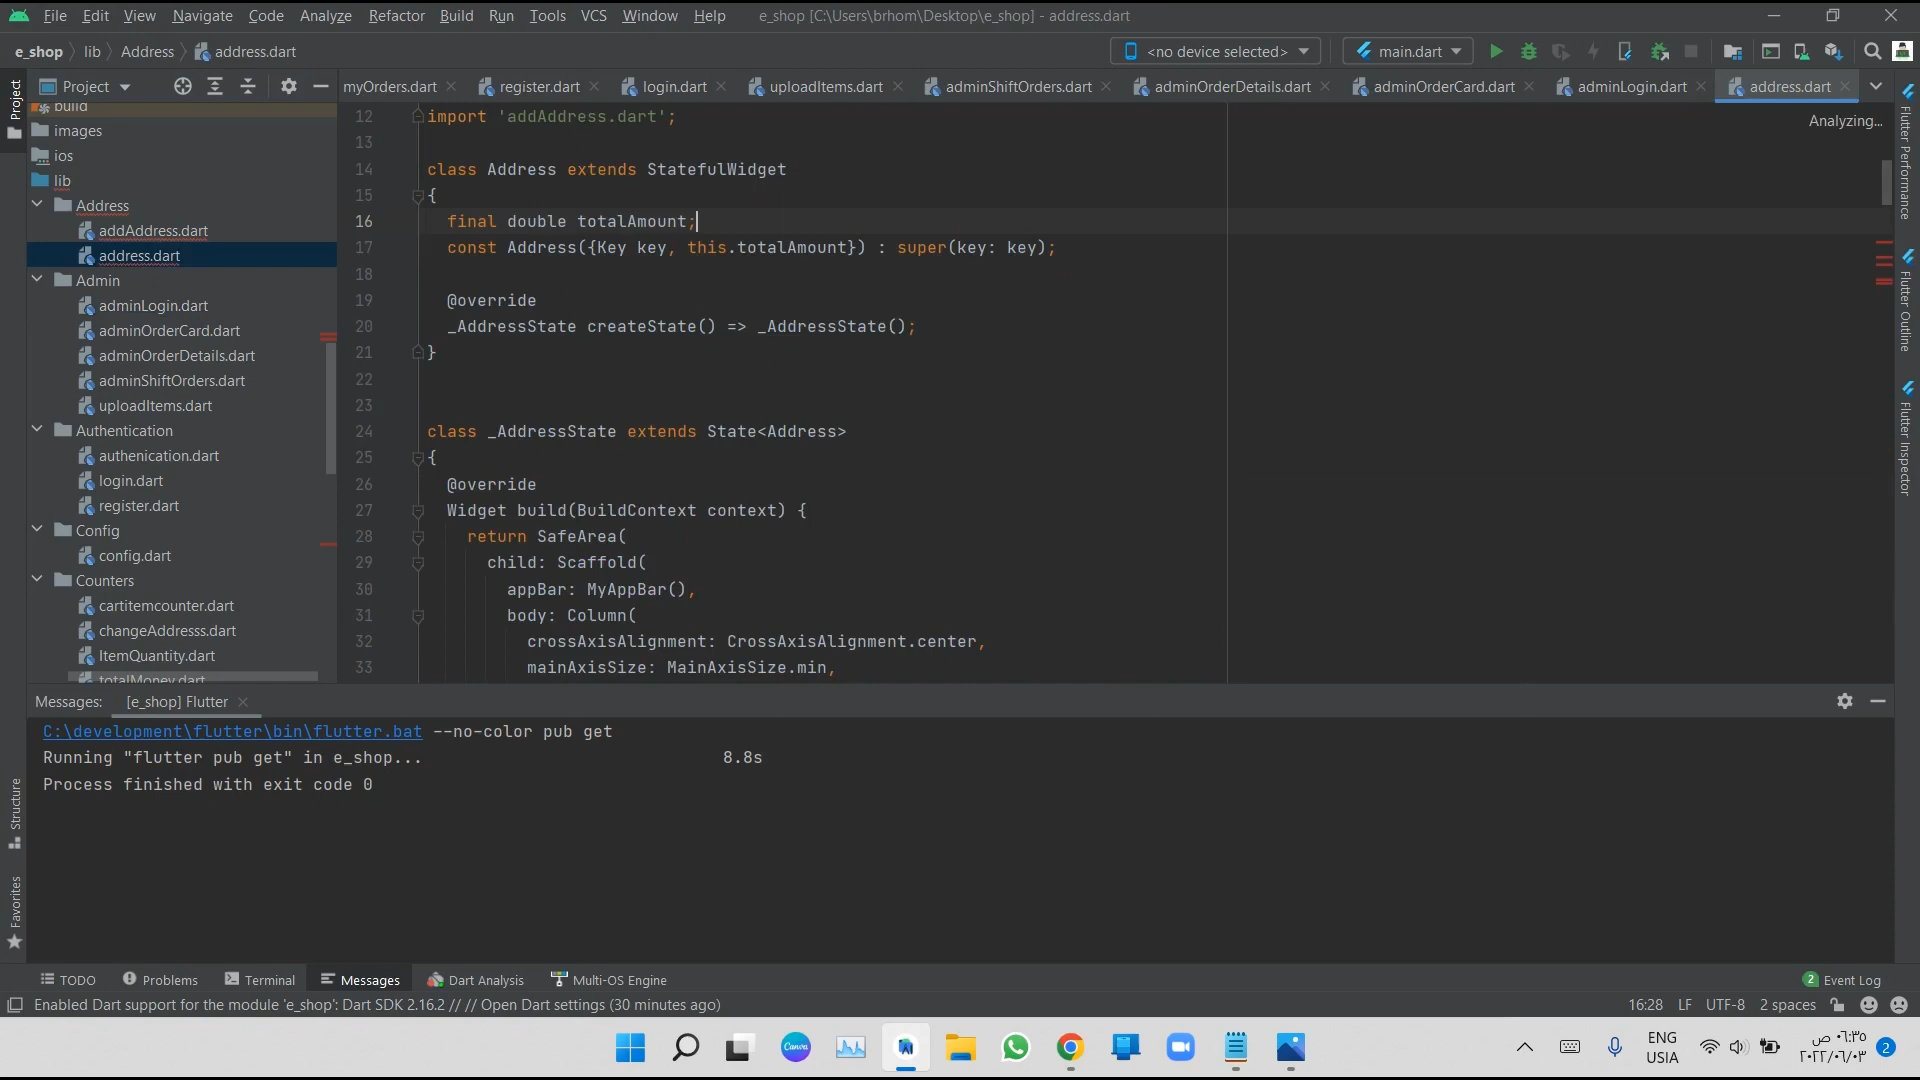 File Edit View Navigate Code Analyze Refactor Build Run Tools VCS Window Help e_shop [C:\Users\brhom\Desktop\e_shop] - address.dart
e_shop lib Address address.dart <no device selected> main.dart
Project myOrders.dart register.dart login.dart uploadItems.dart adminShiftOrders.dart adminOrderDetails.dart adminOrderCard.dart adminLogin.dart address.dart
Project
build
images
ios
lib
Address
addAddress.dart
address.dart
Admin
adminLogin.dart
adminOrderCard.dart
adminOrderDetails.dart
adminShiftOrders.dart
uploadItems.dart
Authentication
authenication.dart
login.dart
register.dart
Config
config.dart
Counters
cartitemcounter.dart
changeAddresss.dart
ItemQuantity.dart
totalMoney.dart
Analyzing...
12 import 'addAddress.dart';
13
14 class Address extends StatefulWidget
15 {
16 final double totalAmount;
17 const Address({Key key, this.totalAmount}) : super(key: key);
18
19 @override
20 _AddressState createState() => _AddressState();
21 }
22
23
24 class _AddressState extends State<Address>
25 {
26 @override
27 Widget build(BuildContext context) {
28 return SafeArea(
29 child: Scaffold(
30 appBar: MyAppBar(),
31 body: Column(
32 crossAxisAlignment: CrossAxisAlignment.center,
33 mainAxisSize: MainAxisSize.min,
Flutter Performance
Flutter Outline
Flutter Inspector
Messages: [e_shop] Flutter
C:\development\flutter\bin\flutter.bat --no-color pub get
Running "flutter pub get" in e_shop... 8.8s
Process finished with exit code 0
Structure
Favorites
TODO Problems Terminal Messages Dart Analysis Multi-OS Engine 2 Event Log
Enabled Dart support for the module 'e_shop': Dart SDK 2.16.2 // // Open Dart settings (30 minutes ago) 16:28 LF UTF-8 2 spaces
Canva
ENG
USIA
٠٦:٣٥ ص
٢٠٢٢/٠٦/٠٣
2